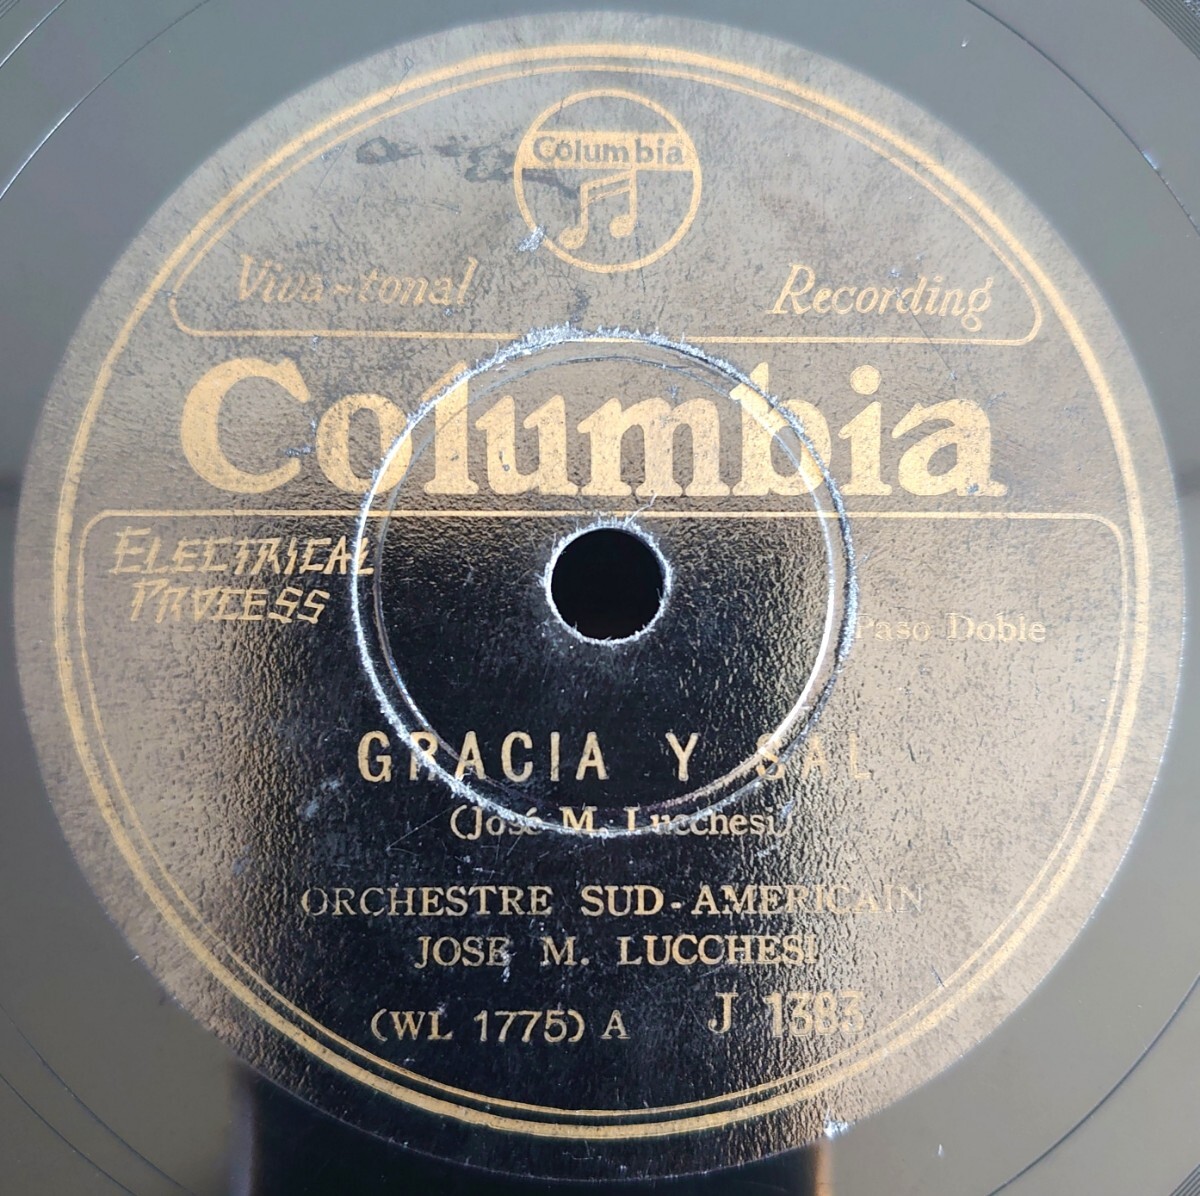 Columbia
Viva-tonal Recording
Columbia
ELECTRICAL
PROCESS
Paso Doble
GRACIA Y SAL
(José M. Lucchesi)
ORCHESTRE SUD-AMERICAIN
JOSE M. LUCCHESI
(WL 1775) A J 1383